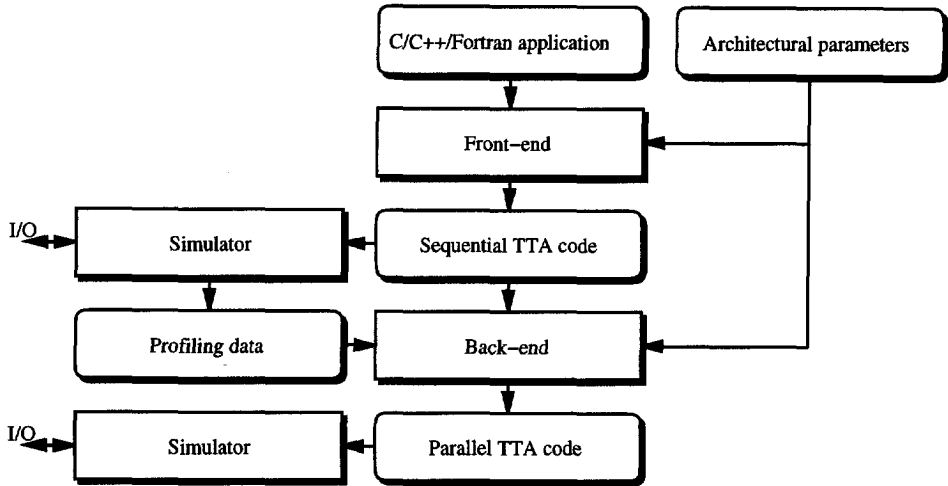 C/C++/Fortran application
Architectural parameters
Front-end
I/O
Simulator
Sequential TTA code
Profiling data
Back-end
I/O
Simulator
Parallel TTA code